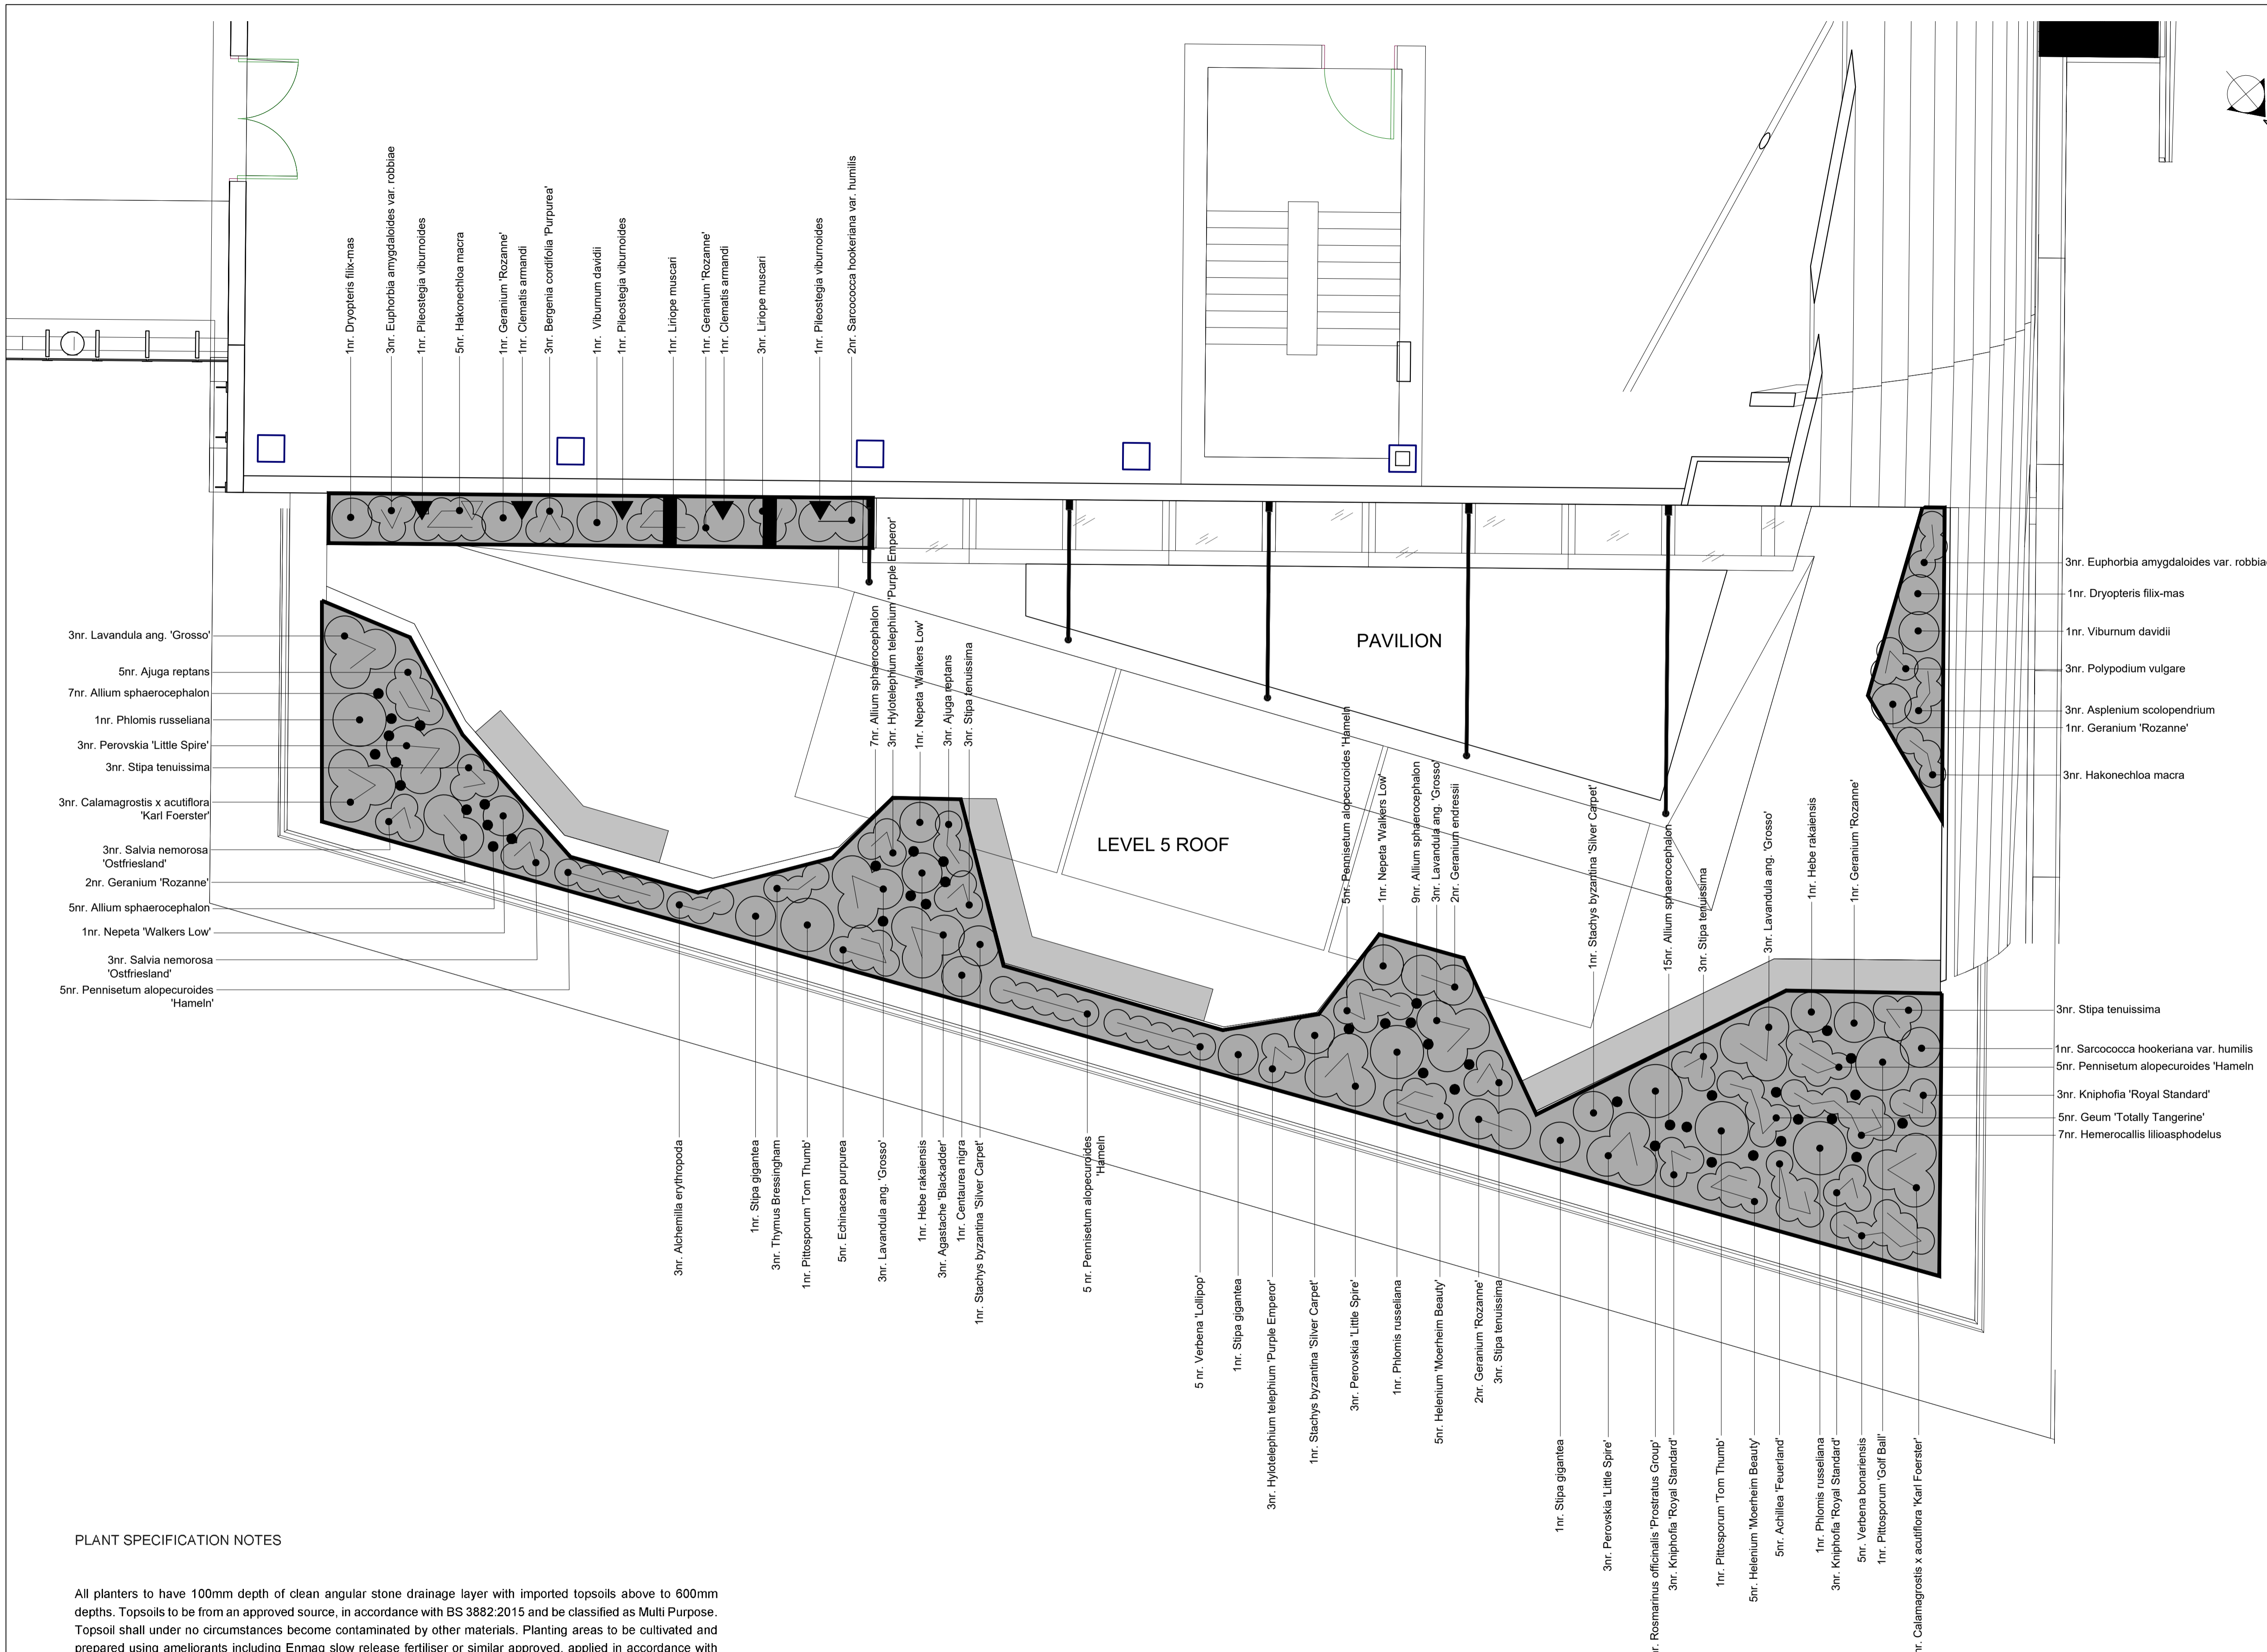 1nr. Dryopteris filix-mas
3nr. Euphorbia amygdaloides var. robbiae
1nr. Pileostegia viburnoides
5nr. Hakonechloa macra
1nr. Geranium 'Rozanne'
1nr. Clematis armandi
3nr. Bergenia cordifolia 'Purpurea'
1nr. Viburnum davidii
1nr. Pileostegia viburnoides
1nr. Liriope muscari
1nr. Geranium 'Rozanne'
1nr. Clematis armandi
3nr. Liriope muscari
1nr. Pileostegia viburnoides
2nr. Sarcococca hookeriana var. humilis
3nr. Lavandula ang. 'Grosso'
5nr. Ajuga reptans
7nr. Allium sphaerocephalon
1nr. Phlomis russeliana
3nr. Perovskia 'Little Spire'
3nr. Stipa tenuissima
3nr. Calamagrostis x acutiflora
'Karl Foerster'
3nr. Salvia nemorosa
'Ostfriesland'
2nr. Geranium 'Rozanne'
5nr. Allium sphaerocephalon
1nr. Nepeta 'Walkers Low'
3nr. Salvia nemorosa
'Ostfriesland'
5nr. Pennisetum alopecuroides
'Hameln'
7nr. Allium sphaerocephalon
3nr. Hylotelephium telephium 'Purple Emperor'
1nr. Nepeta 'Walkers Low'
3nr. Ajuga reptans
3nr. Stipa tenuissima
PAVILION
LEVEL 5 ROOF
5nr. Pennisetum alopecuroides 'Hameln
1nr. Nepeta 'Walkers Low'
9nr. Allium sphaerocephalon
3nr. Lavandula ang. 'Grosso'
2nr. Geranium endressii
1nr. Stachys byzantina 'Silver Carpet'
15nr. Allium sphaerocephalon
3nr. Stipa tenuissima
3nr. Lavandula ang. 'Grosso'
1nr. Hebe rakaiensis
1nr. Geranium 'Rozanne'
3nr. Euphorbia amygdaloides var. robbia
1nr. Dryopteris filix-mas
1nr. Viburnum davidii
3nr. Polypodium vulgare
3nr. Asplenium scolopendrium
1nr. Geranium 'Rozanne'
3nr. Hakonechloa macra
3nr. Stipa tenuissima
1nr. Sarcococca hookeriana var. humilis
5nr. Pennisetum alopecuroides 'Hameln
3nr. Kniphofia 'Royal Standard'
5nr. Geum 'Totally Tangerine'
7nr. Hemerocallis lilioasphodelus
3nr. Alchemilla erythropoda
1nr. Stipa gigantea
3nr. Thymus Bressingham
1nr. Pittosporum 'Tom Thumb'
5nr. Echinacea purpurea
3nr. Lavandula ang. 'Grosso'
1nr. Hebe rakaiensis
3nr. Agastache 'Blackadder'
1nr. Centaurea nigra
1nr. Stachys byzantina 'Silver Carpet'
5 nr. Pennisetum alopecuroides
'Hameln
5 nr. Verbena 'Lollipop'
1nr. Stipa gigantea
3nr. Hylotelephium telephium 'Purple Emperor'
1nr. Stachys byzantina 'Silver Carpet'
3nr. Perovskia 'Little Spire'
1nr. Phlomis russeliana
5nr. Helenium 'Moerheim Beauty'
2nr. Geranium 'Rozanne'
3nr. Stipa tenuissima
1nr. Stipa gigantea
3nr. Perovskia 'Little Spire'
nr. Rosmarinus officinalis 'Prostratus Group'
3nr. Kniphofia 'Royal Standard'
1nr. Pittosporum 'Tom Thumb'
5nr. Helenium 'Moerheim Beauty'
5nr. Achillea 'Feuerland'
1nr. Phlomis russeliana
3nr. Kniphofia 'Royal Standard'
5nr. Verbena bonariensis
1nr. Pittosporum 'Golf Ball'
nr. Calamagrostis x acutiflora 'Karl Foerster'
PLANT SPECIFICATION NOTES
All planters to have 100mm depth of clean angular stone drainage layer with imported topsoils above to 600mm
depths. Topsoils to be from an approved source, in accordance with BS 3882:2015 and be classified as Multi Purpose.
Topsoil shall under no circumstances become contaminated by other materials. Planting areas to be cultivated and
prepared using ameliorants including Enmag slow release fertiliser or similar approved, applied in accordance with